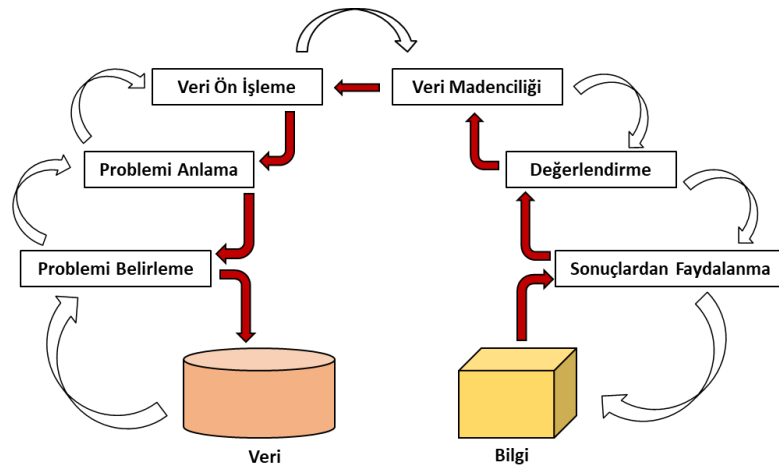 Veri Ön İşleme
Veri Madenciliği
Problemi Anlama
Değerlendirme
Problemi Belirleme
Sonuçlardan Faydalanma
Veri
Bilgi